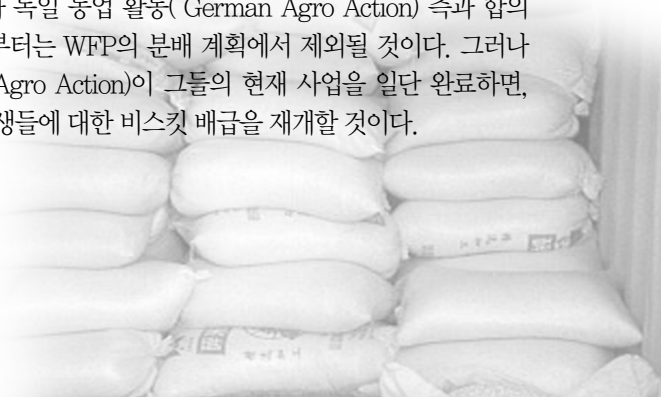 독일 농업 활동( German Agro Action) 측과 합의
부터는 WFP의 분배 계획에서 제외될 것이다. 그러나
Agro Action)이 그들의 현재 사업을 일단 완료하면,
생들에 대한 비스킷 배급을 재개할 것이다.